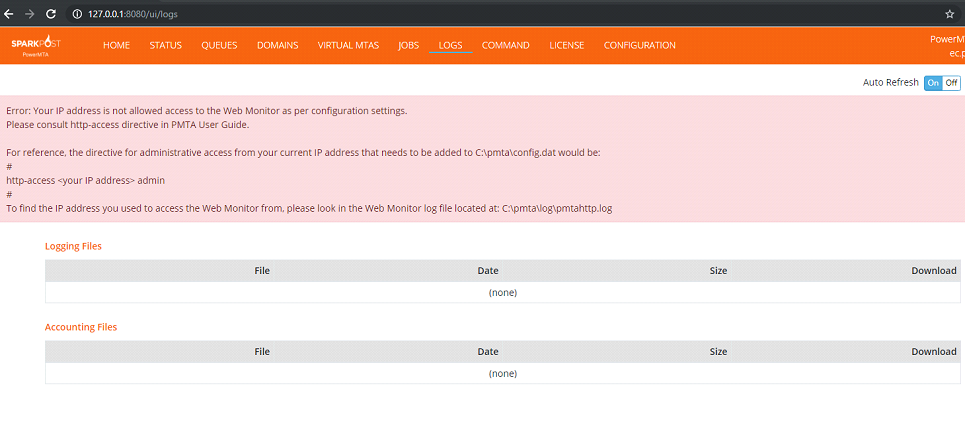 127.0.0.1:8080/ui/logs
SPARKPOST
PowerMTA
HOME STATUS QUEUES DOMAINS VIRTUAL MTAS JOBS LOGS COMMAND LICENSE CONFIGURATION
PowerM
ec.p
Auto Refresh On Off
Error: Your IP address is not allowed access to the Web Monitor as per configuration settings.
Please consult http-access directive in PMTA User Guide.
For reference, the directive for administrative access from your current IP address that needs to be added to C:\pmta\config.dat would be:
#
http-access <your IP address> admin
#
To find the IP address you used to access the Web Monitor from, please look in the Web Monitor log file located at: C:\pmta\log\pmtahttp.log
Logging Files
File Date Size Download
(none)
Accounting Files
File Date Size Download
(none)